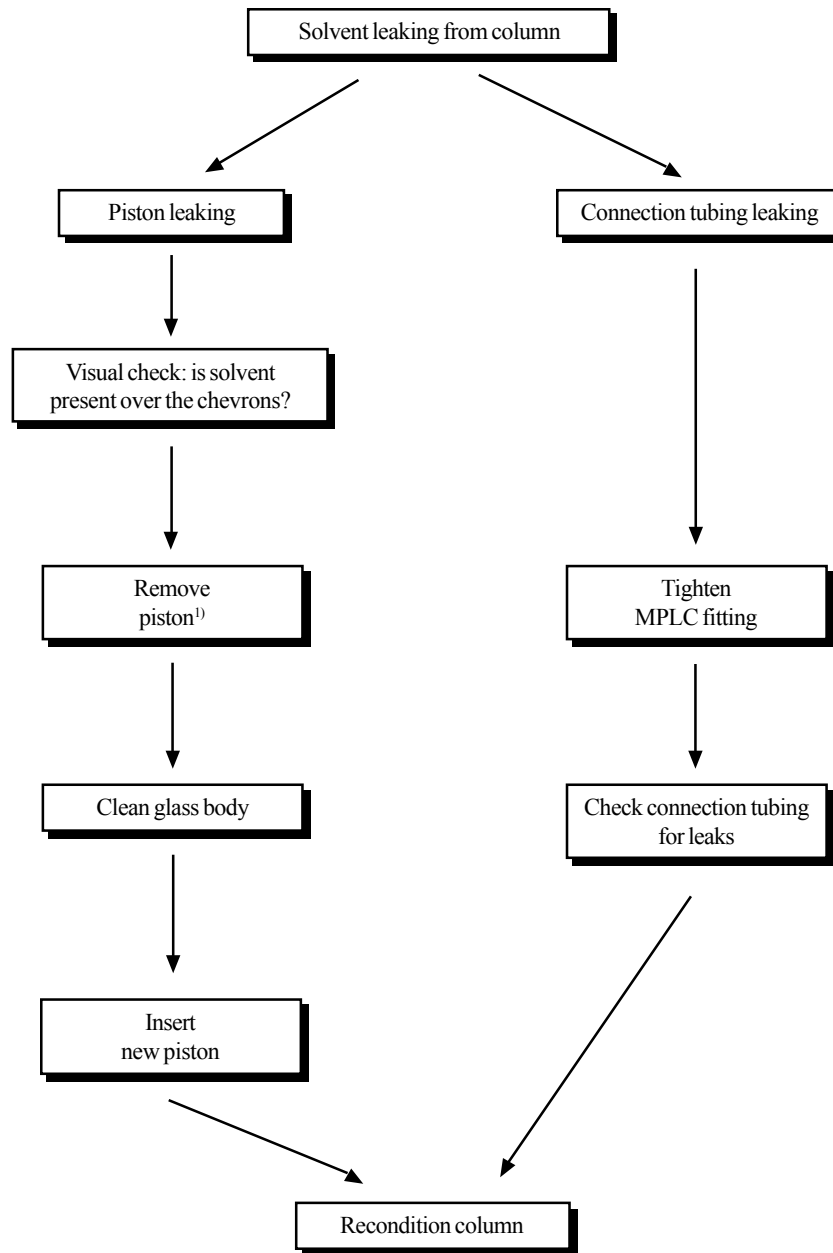 Solvent leaking from column
Piston leaking
Connection tubing leaking
Visual check: is solvent
present over the chevrons?
Remove
piston1)
Tighten
MPLC fitting
Clean glass body
Check connection tubing
for leaks
Insert
new piston
Recondition column